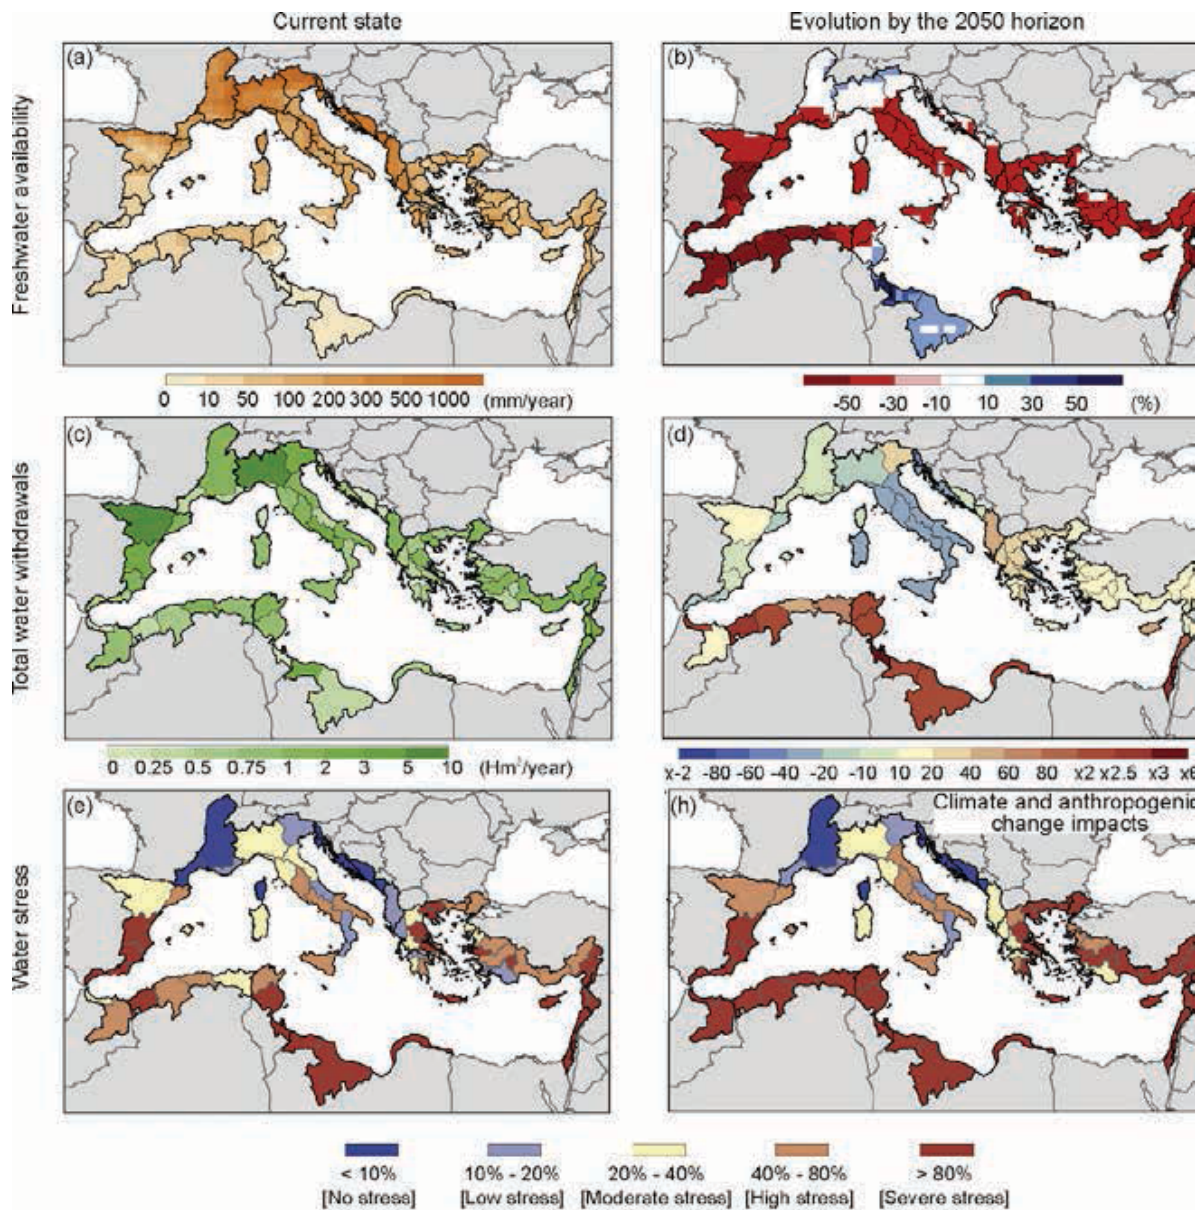 Current state
Evolution by the 2050 horizon
Freshwater availability
(a)
(b)
0 10 50 100 200 300 500 1000 (mm/year)
-50 -30 -10 10 30 50 (%)
Total water withdrawals
(c)
(d)
0 0.25 0.5 0.75 1 2 3 5 10 (Hm³/year)
x-2 -80 -60 -40 -20 -10 10 20 40 60 80 x2 x2.5 x3 x6
Water stress
(e)
(h)
Climate and anthropogenic
change impacts
< 10% 10% - 20% 20% - 40% 40% - 80% > 80%
[No stress] [Low stress] [Moderate stress] [High stress] [Severe stress]